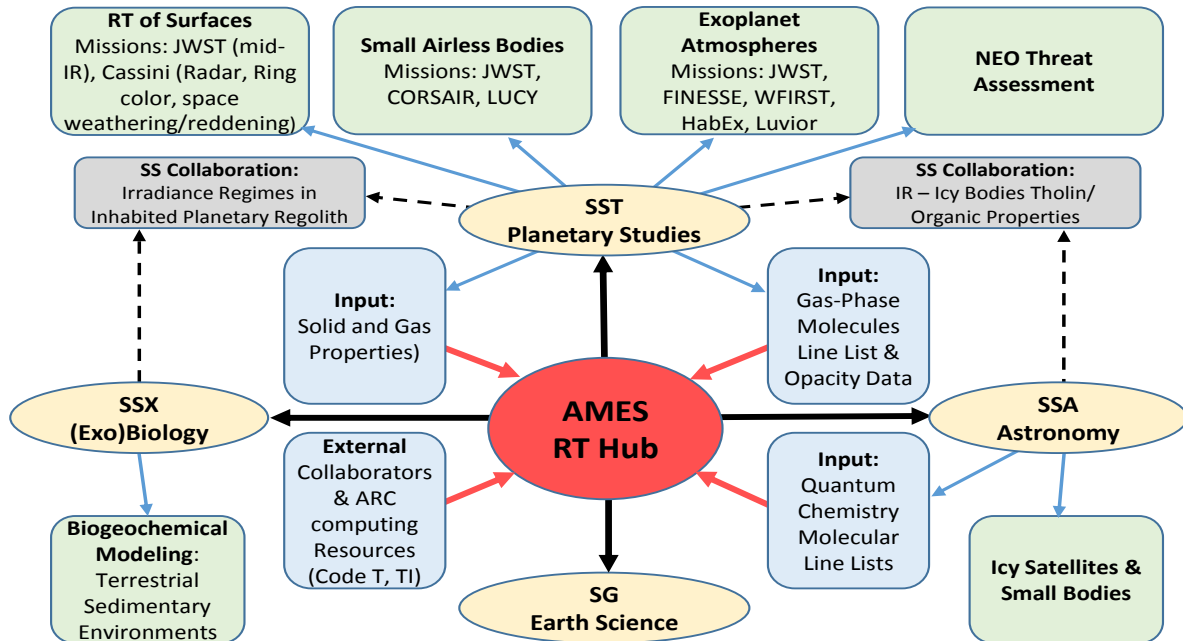 RT of Surfaces
Missions: JWST (mid-
IR), Cassini (Radar, Ring
color, space
weathering/reddening)
Small Airless Bodies
Missions: JWST,
CORSAIR, LUCY
Exoplanet
Atmospheres
Missions: JWST,
FINESSE, WFIRST,
HabEx, Luvior
NEO Threat
Assessment
SS Collaboration:
Irradiance Regimes in
Inhabited Planetary Regolith
SST
Planetary Studies
SS Collaboration:
IR – Icy Bodies Tholin/
Organic Properties
Input:
Solid and Gas
Properties)
Input:
Gas-Phase
Molecules
Line List &
Opacity Data
SSX
(Exo)Biology
AMES
RT Hub
SSA
Astronomy
External
Collaborators
& ARC
computing
Resources
(Code T, TI)
Input:
Quantum
Chemistry
Molecular
Line Lists
Biogeochemical
Modeling:
Terrestrial
Sedimentary
Environments
SG
Earth Science
Icy Satellites &
Small Bodies